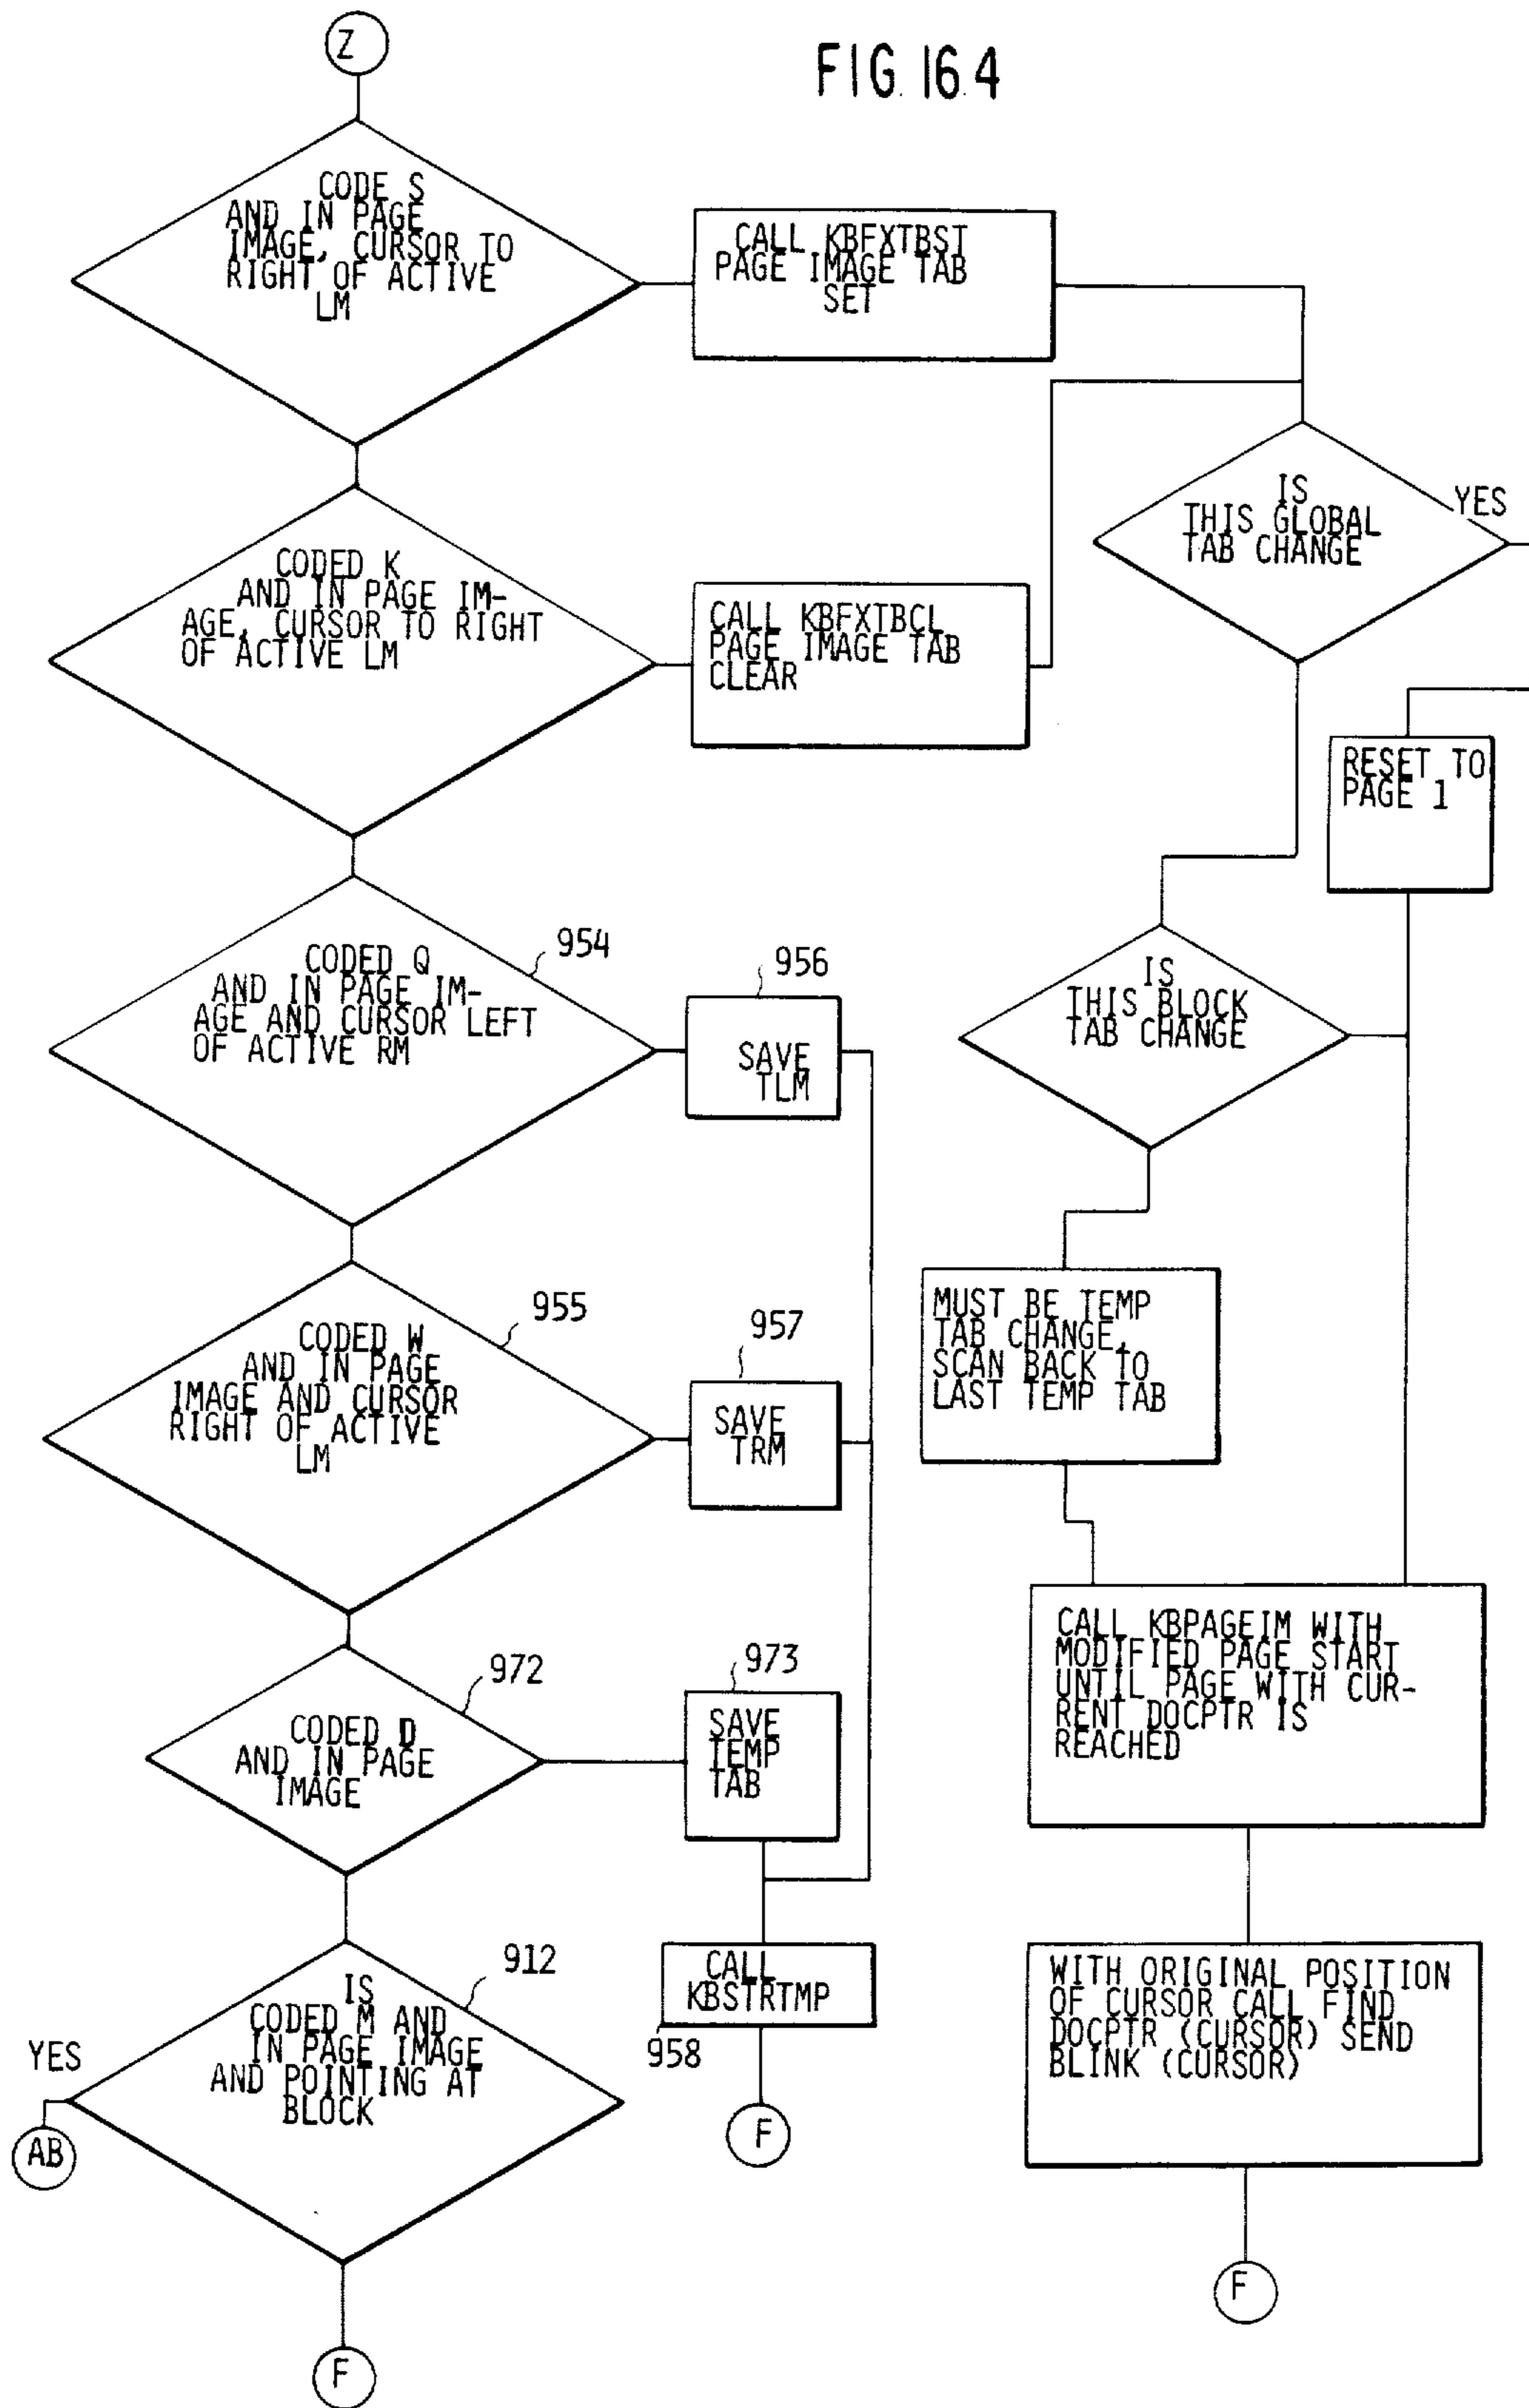 Z
FIG. 16.4
CODE S
AND IN PAGE
IMAGE, CURSOR TO
RIGHT OF ACTIVE
LM
CALL KBFXTBST
PAGE IMAGE TAB
SET
IS
THIS GLOBAL
TAB CHANGE
YES
CODED K
AND IN PAGE IM-
AGE, CURSOR TO RIGHT
OF ACTIVE LM
CALL KBFXTBCL
PAGE IMAGE TAB
CLEAR
RESET TO
PAGE 1
CODED Q
AND IN PAGE IM-
AGE AND CURSOR LEFT
OF ACTIVE RM
954
956
SAVE
TLM
IS
THIS BLOCK
TAB CHANGE
CODED W
AND IN PAGE
IMAGE AND CURSOR
RIGHT OF ACTIVE
LM
955
957
SAVE
TRM
MUST BE TEMP
TAB CHANGE,
SCAN BACK TO
LAST TEMP TAB
CODED D
AND IN PAGE
IMAGE
972
973
SAVE
TEMP
TAB
CALL KBPAGEIM WITH
MODIFIED PAGE START
UNTIL PAGE WITH CUR-
RENT DOCPTR IS
REACHED
IS
CODED M AND
IN PAGE IMAGE
AND POINTING AT
BLOCK
912
YES
AB
CALL
KBSTRTMP
958
F
WITH ORIGINAL POSITION
OF CURSOR CALL FIND
DOCPTR (CURSOR) SEND
BLINK (CURSOR)
F
F